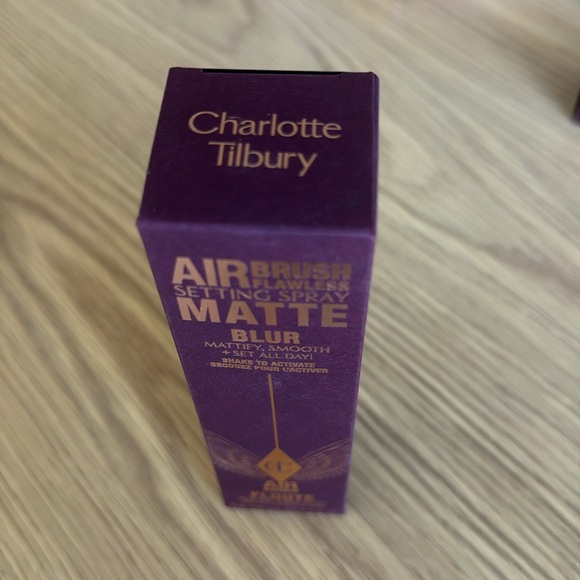 Charlotte
Tilbury
AIRBRUSH
FLAWLESS
SETTING SPRAY
MATTE
BLUR
MATTIFY, SMOOTH
+ SET ALL DAY!
SHAKE TO ACTIVATE
SECOUEZ POUR L'ACTIVER
AIR